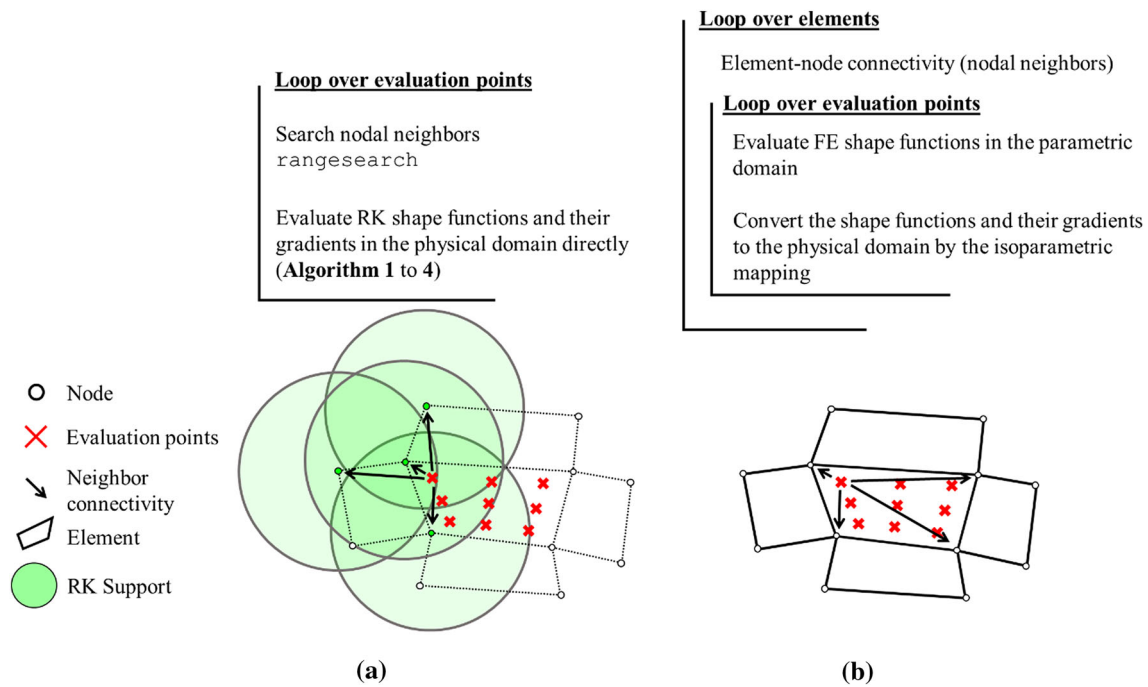 Loop over evaluation points
Search nodal neighbors
rangesearch
Evaluate RK shape functions and their
gradients in the physical domain directly
(Algorithm 1 to 4)
Loop over elements
Element-node connectivity (nodal neighbors)
Loop over evaluation points
Evaluate FE shape functions in the parametric
domain
Convert the shape functions and their gradients
to the physical domain by the isoparametric
mapping
Node
Evaluation points
Neighbor
connectivity
Element
RK Support
(a)
(b)